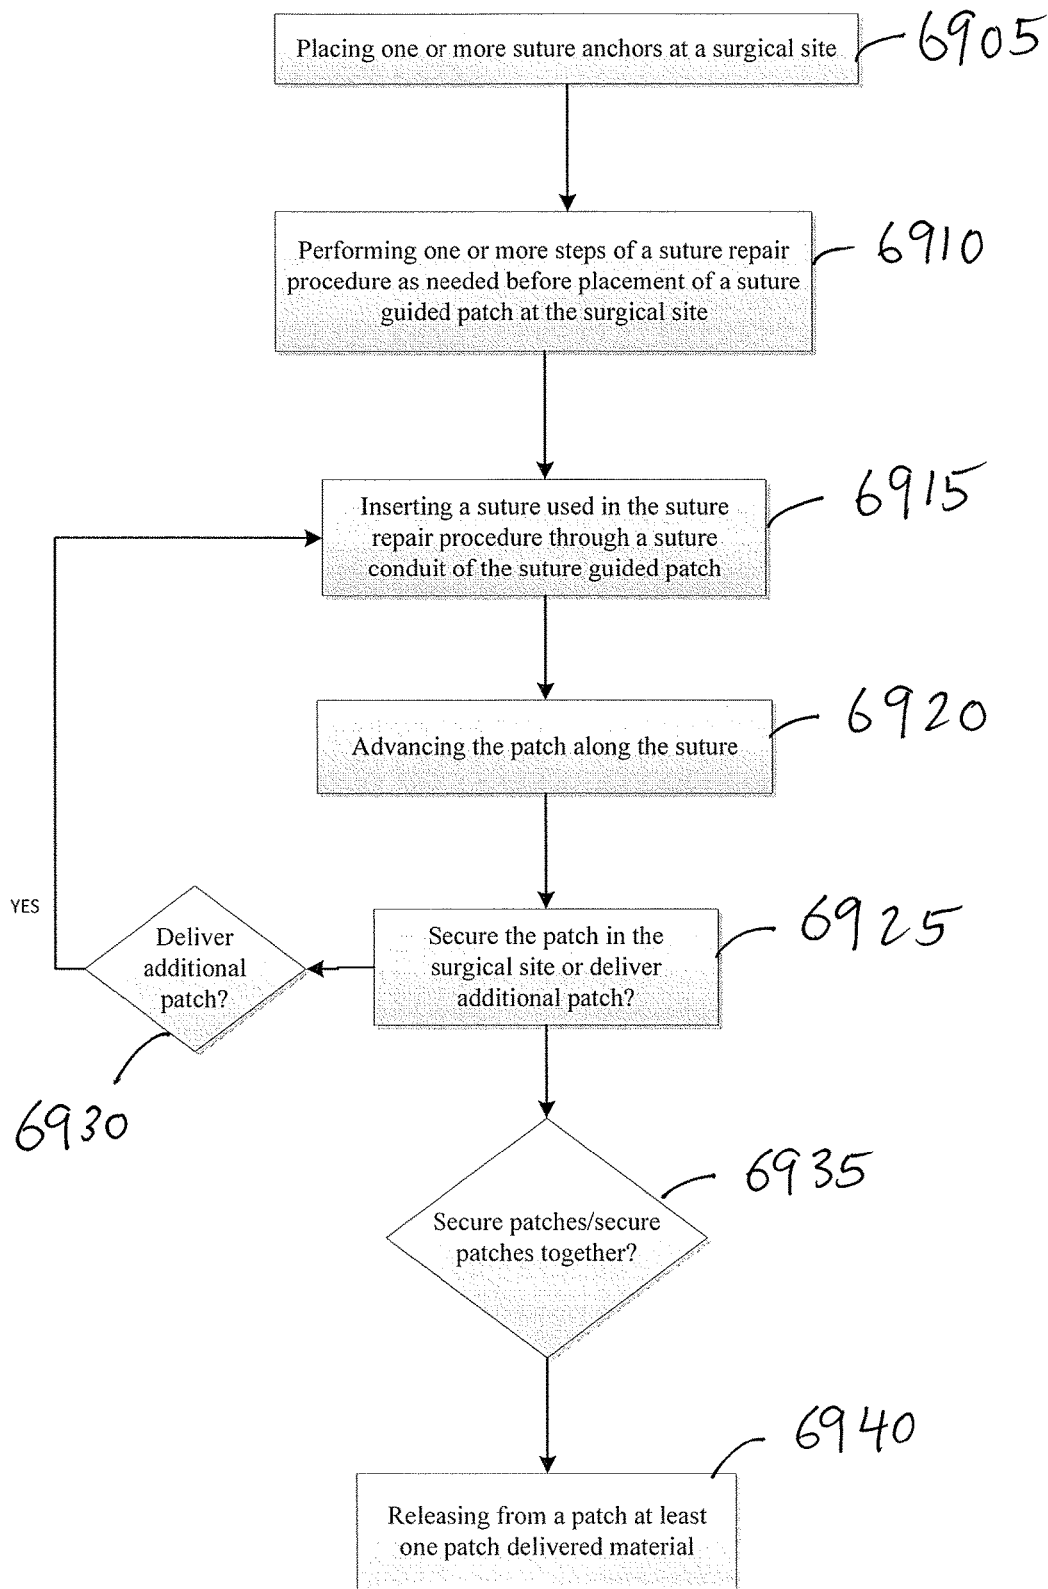 Placing one or more suture anchors at a surgical site
6905
Performing one or more steps of a suture repair
procedure as needed before placement of a suture
guided patch at the surgical site
6910
Inserting a suture used in the suture
repair procedure through a suture
conduit of the suture guided patch
6915
Advancing the patch along the suture
6920
YES
Deliver
additional
patch?
6930
Secure the patch in the
surgical site or deliver
additional patch?
6925
Secure patches/secure
patches together?
6935
Releasing from a patch at least
one patch delivered material
6940